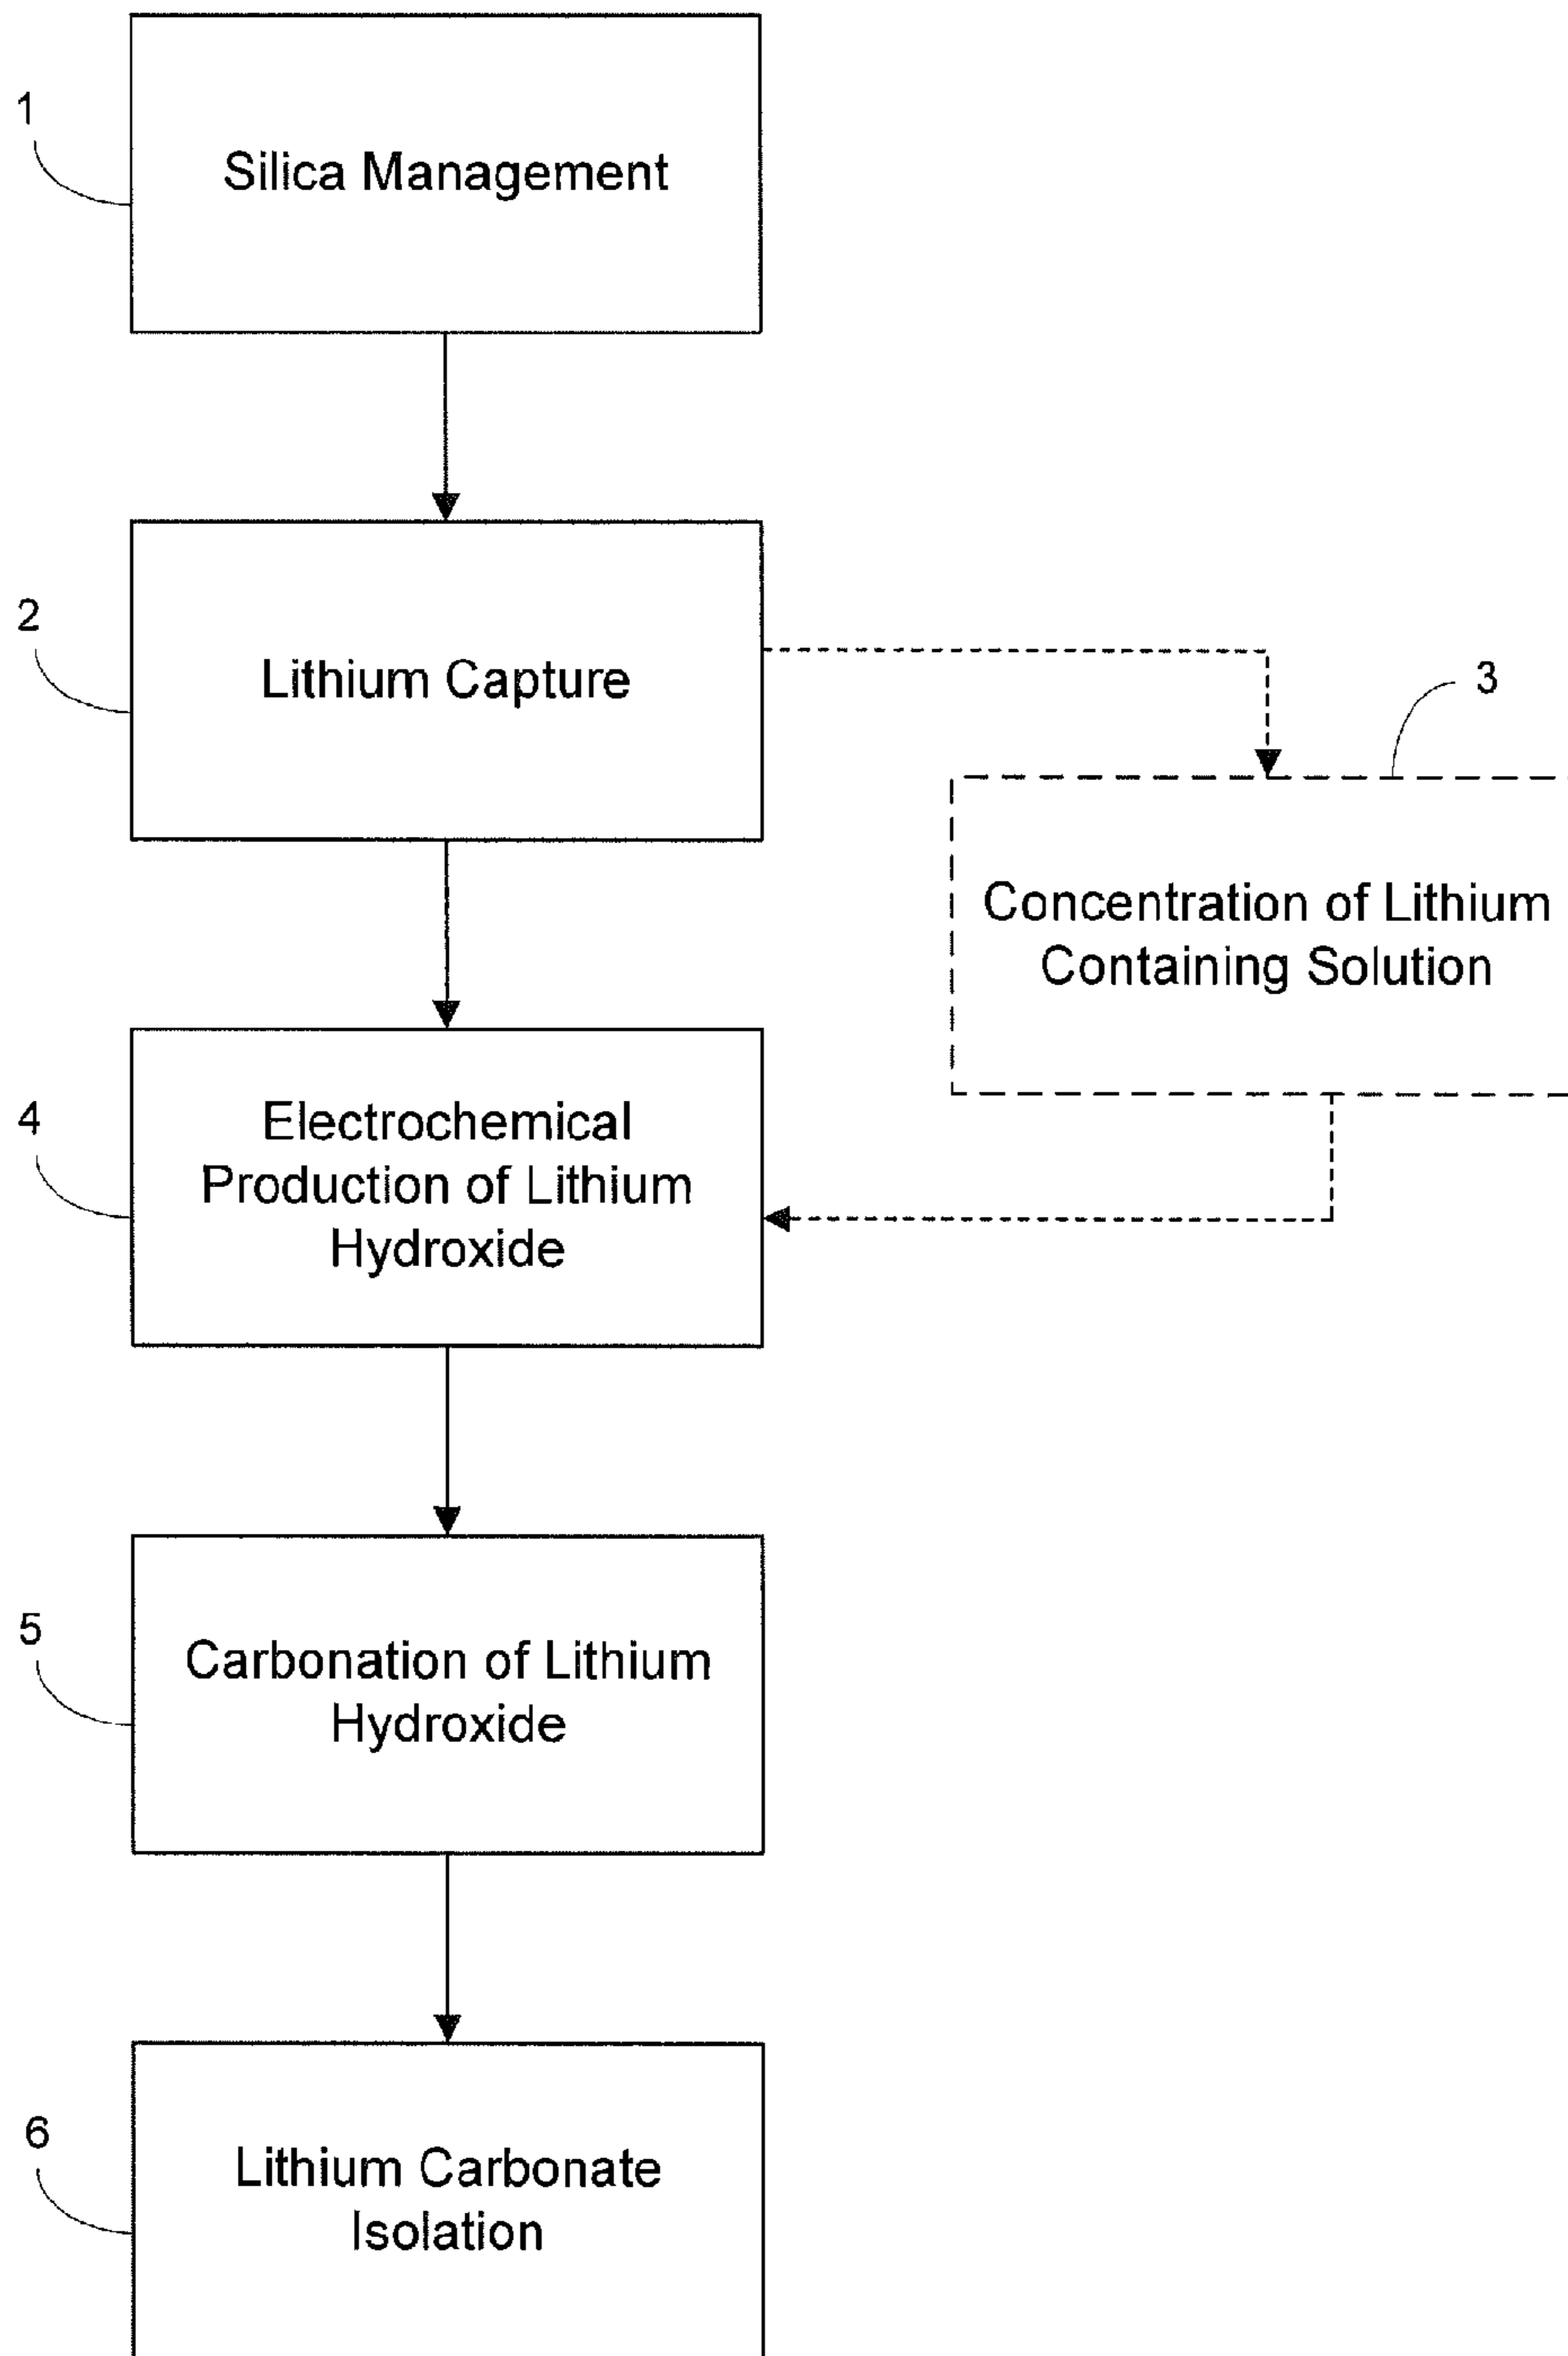 1
Silica Management
2
Lithium Capture
3
Concentration of Lithium
Containing Solution
4
Electrochemical
Production of Lithium
Hydroxide
5
Carbonation of Lithium
Hydroxide
6
Lithium Carbonate
Isolation